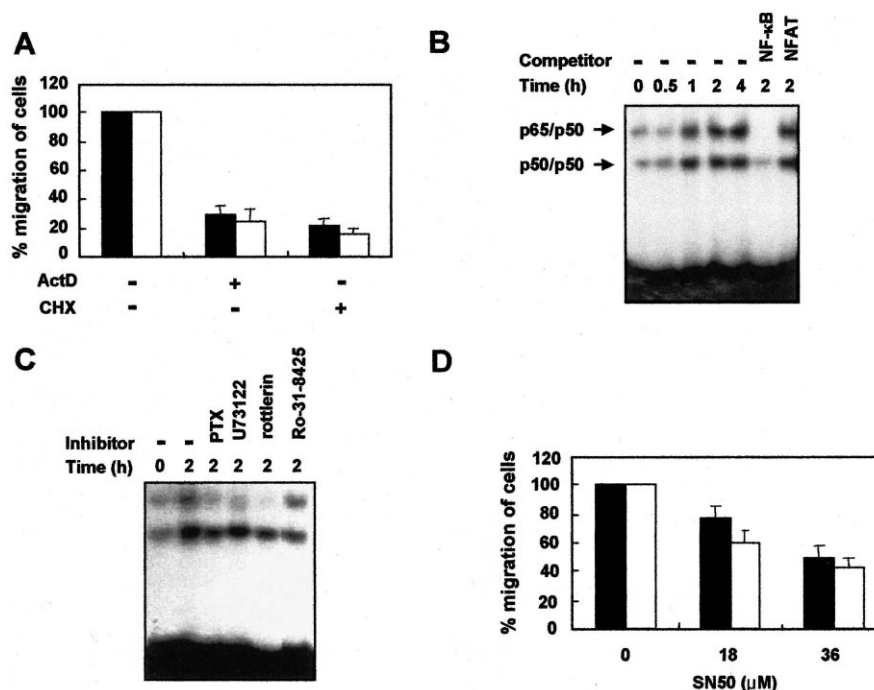 A
% migration of cells
120
100
80
60
40
20
0
ActD - + -
CHX - - +
B
NF-κB
NFAT
Competitor - - - - -
Time (h) 0 0.5 1 2 4 2 2
p65/p50
p50/p50
C
PTX
U73122
rottlerin
Ro-31-8425
Inhibitor - -
Time (h) 0 2 2 2 2 2
D
% migration of cells
120
100
80
60
40
20
0
0 18 36
SN50 (μM)